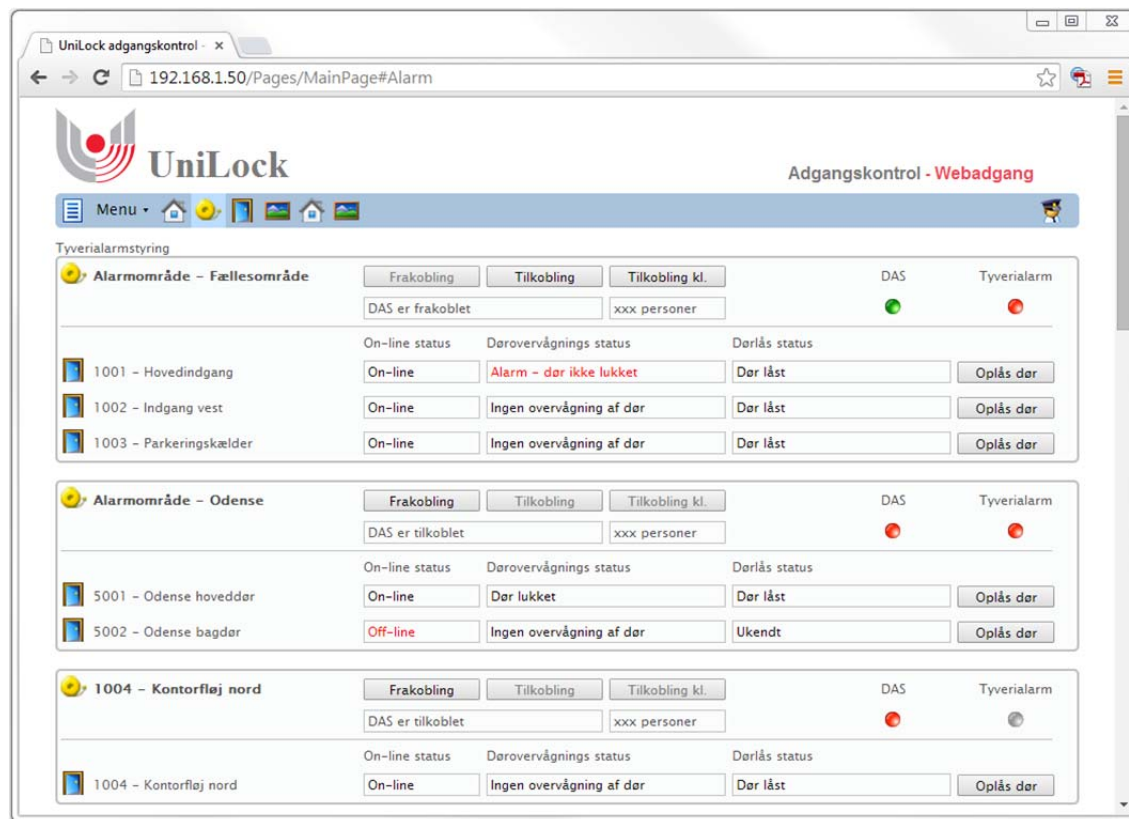 UniLock adgangskontrol - ×
192.168.1.50/Pages/MainPage#Alarm
UniLock
Adgangskontrol - Webadgang
Menu
Tyverialarmstyring
Alarmområde – Fællesområde Frakobling Tilkobling Tilkobling kl. DAS Tyverialarm
DAS er frakoblet xxx personer
On-line status Dørovervågnings status Dørlås status
1001 – Hovedindgang On-line Alarm – dør ikke lukket Dør låst Oplås dør
1002 – Indgang vest On-line Ingen overvågning af dør Dør låst Oplås dør
1003 – Parkeringskælder On-line Ingen overvågning af dør Dør låst Oplås dør
Alarmområde – Odense Frakobling Tilkobling Tilkobling kl. DAS Tyverialarm
DAS er tilkoblet xxx personer
On-line status Dørovervågnings status Dørlås status
5001 – Odense hoveddør On-line Dør lukket Dør låst Oplås dør
5002 – Odense bagdør Off-line Ingen overvågning af dør Ukendt Oplås dør
1004 – Kontorfløj nord Frakobling Tilkobling Tilkobling kl. DAS Tyverialarm
DAS er tilkoblet xxx personer
On-line status Dørovervågnings status Dørlås status
1004 – Kontorfløj nord On-line Ingen overvågning af dør Dør låst Oplås dør